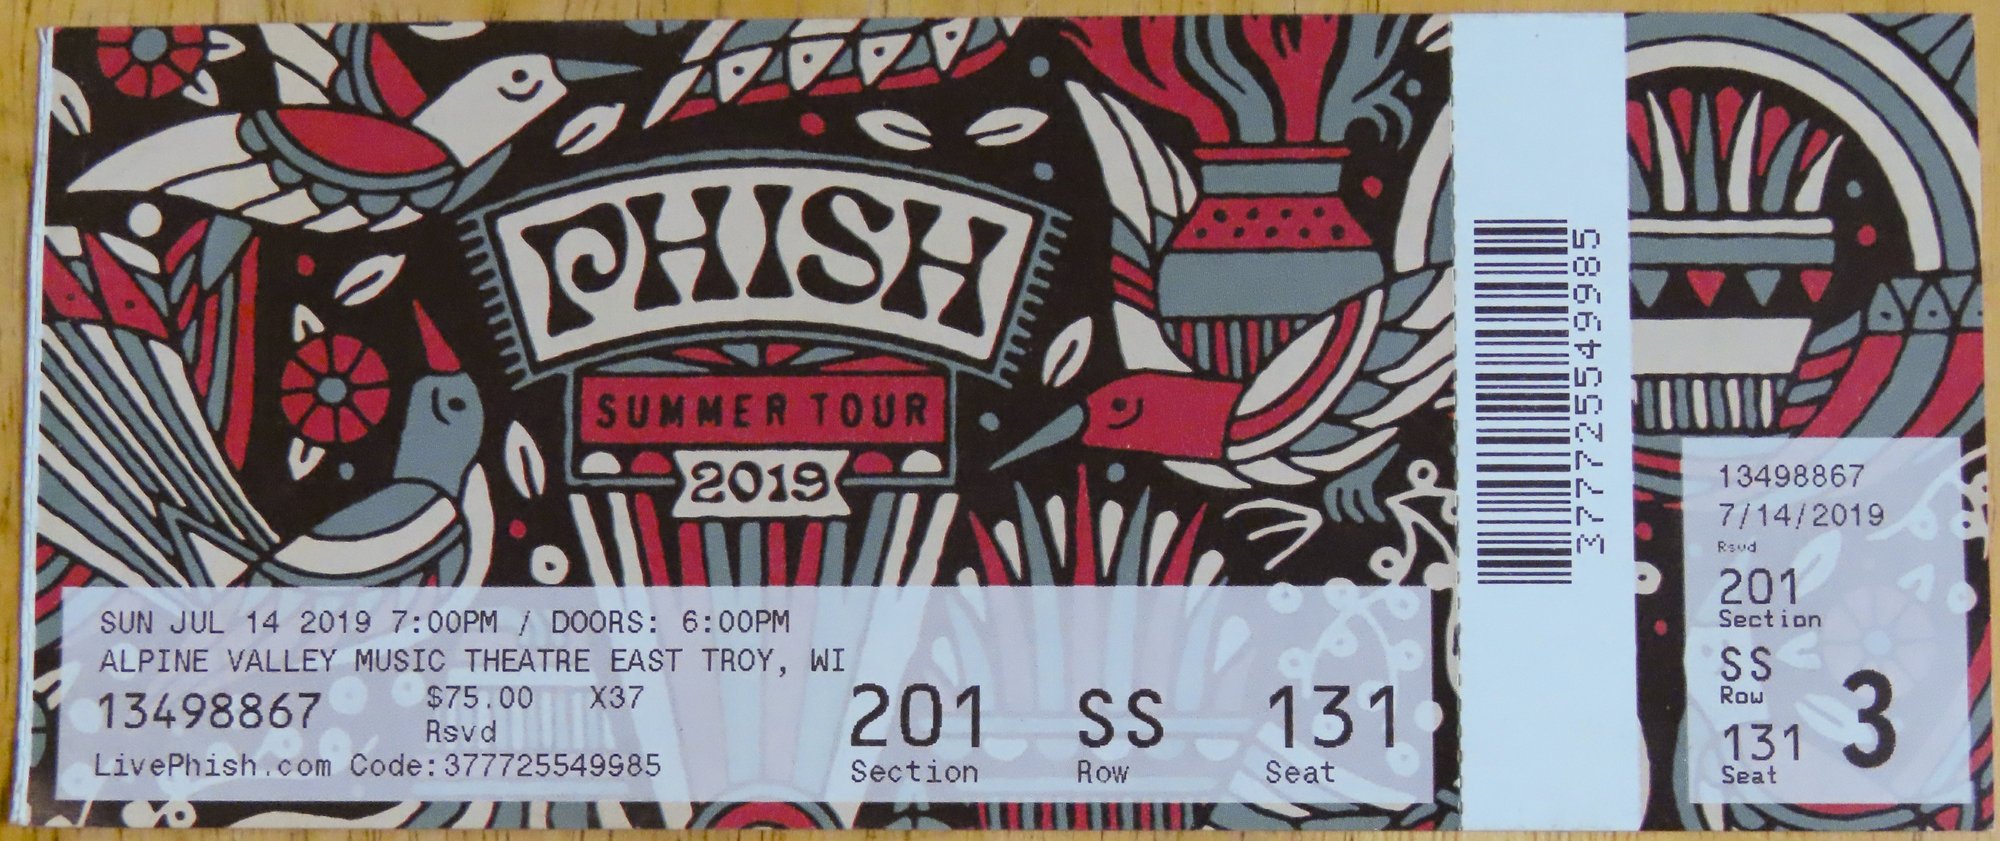 PHISH
SUMMER TOUR
2019
SUN JUL 14 2019 7:00PM / DOORS: 6:00PM
ALPINE VALLEY MUSIC THEATRE EAST TROY, WI
13498867 $75.00 X37
Rsvd
LivePhish.com Code:377725549985
201 SS 131
Section Row Seat
377725549985
13498867
7/14/2019
Rsvd
201
Section
SS
Row
131
Seat
3